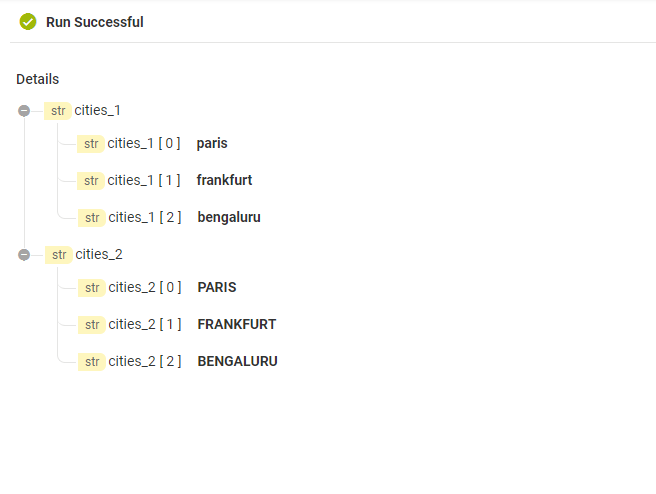 Run Successful
Details
str cities_1
str cities_1 [ 0 ] paris
str cities_1 [ 1 ] frankfurt
str cities_1 [ 2 ] bengaluru
str cities_2
str cities_2 [ 0 ] PARIS
str cities_2 [ 1 ] FRANKFURT
str cities_2 [ 2 ] BENGALURU